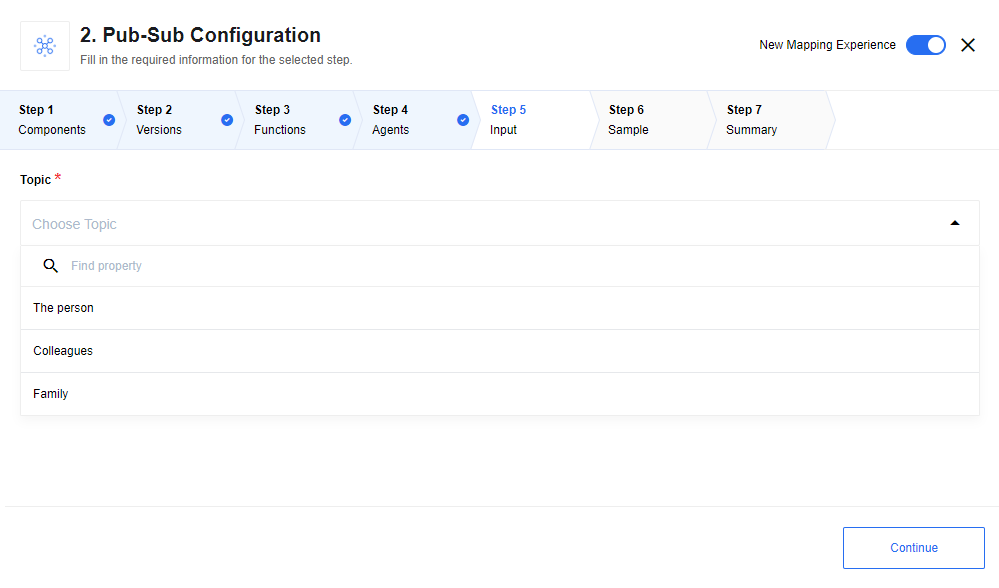 2. Pub-Sub Configuration
Fill in the required information for the selected step.
New Mapping Experience
Step 1
Components
Step 2
Versions
Step 3
Functions
Step 4
Agents
Step 5
Input
Step 6
Sample
Step 7
Summary
Topic *
Choose Topic
Find property
The person
Colleagues
Family
Continue